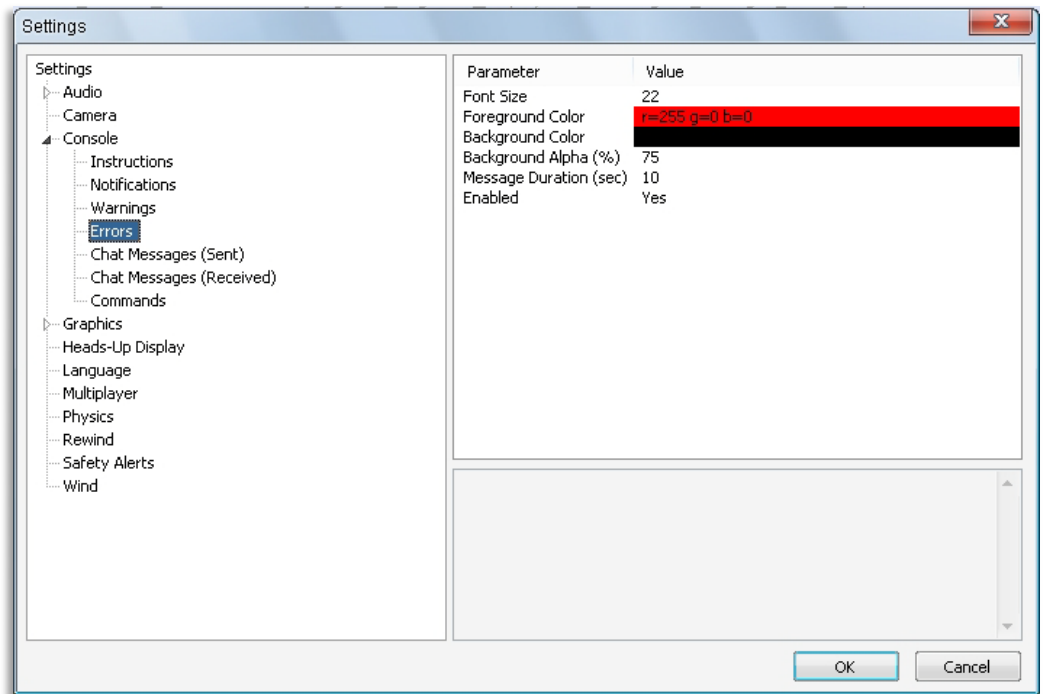 Settings
Settings
Audio
Camera
Console
Instructions
Notifications
Warnings
Errors
Chat Messages (Sent)
Chat Messages (Received)
Commands
Graphics
Heads-Up Display
Language
Multiplayer
Physics
Rewind
Safety Alerts
Wind
Parameter Value
Font Size 22
Foreground Color r=255 g=0 b=0
Background Color
Background Alpha (%) 75
Message Duration (sec) 10
Enabled Yes
OK Cancel